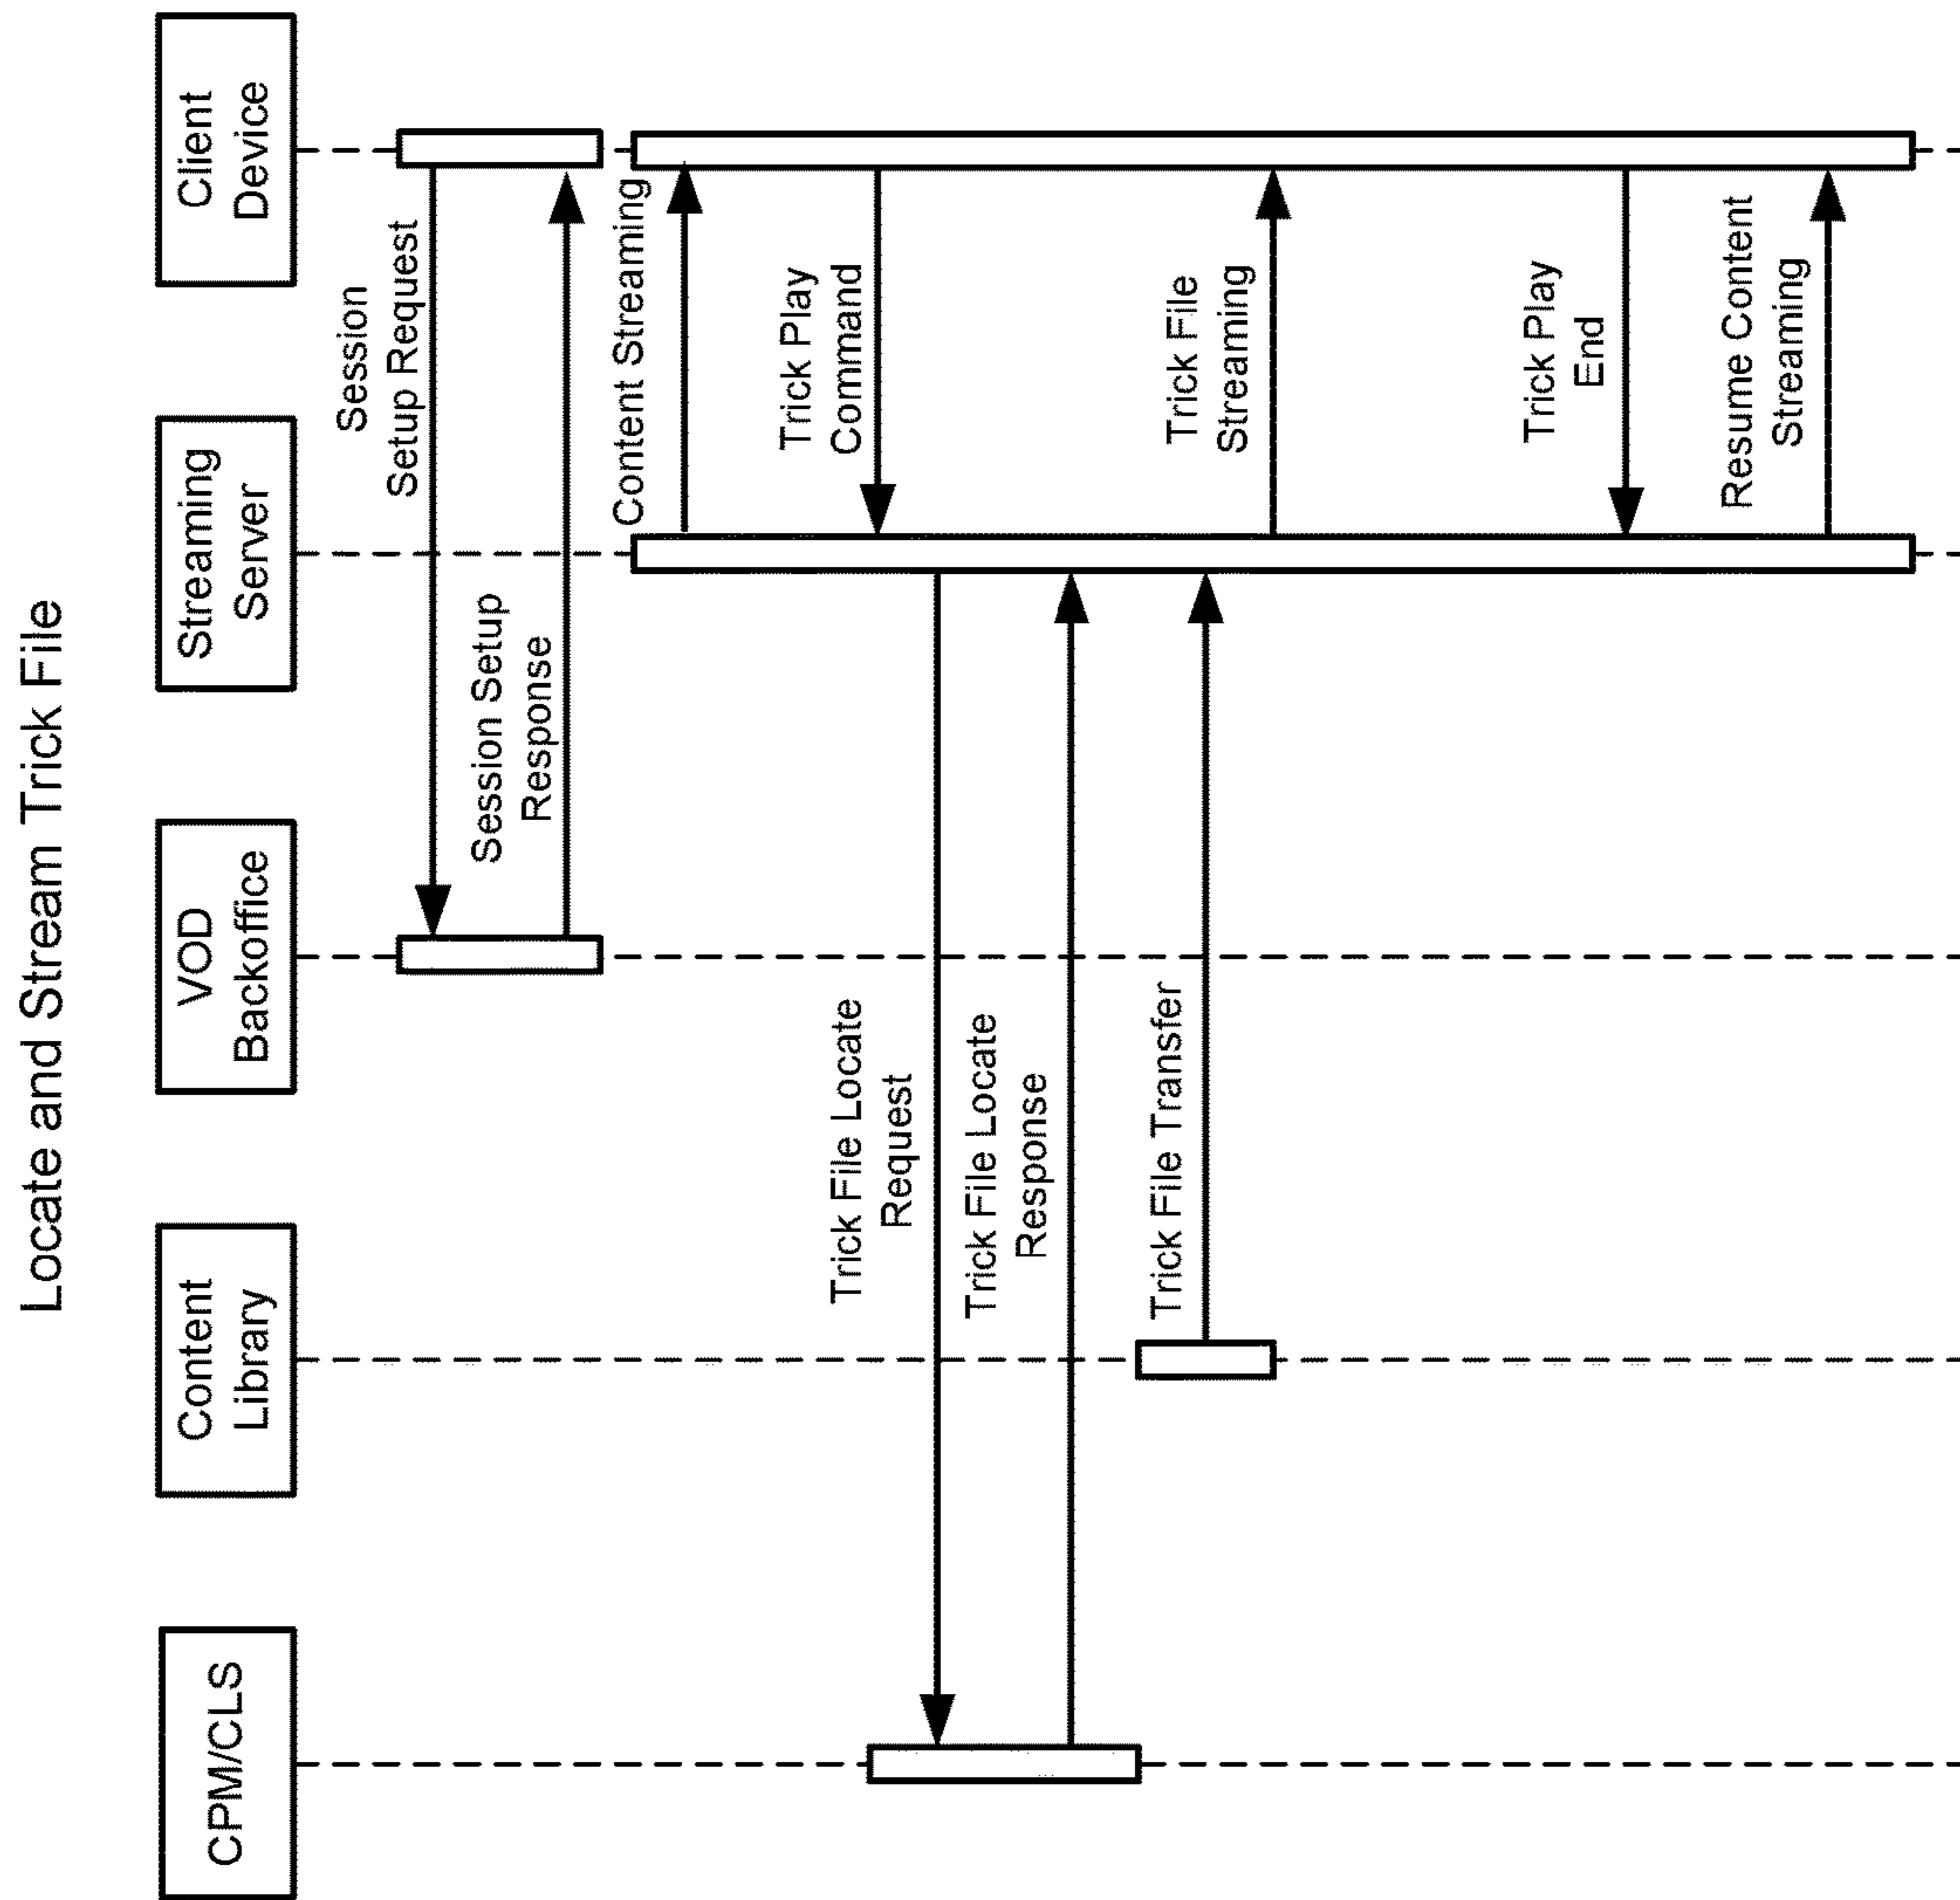 Locate and Stream Trick File
CPM/CLS
Content
Library
VOD
Backoffice
Streaming
Server
Client
Device
Session
Setup Request
Session Setup
Response
Content Streaming
Trick Play
Command
Trick File Locate
Request
Trick File Locate
Response
Trick File Transfer
Trick File
Streaming
Trick Play
End
Resume Content
Streaming